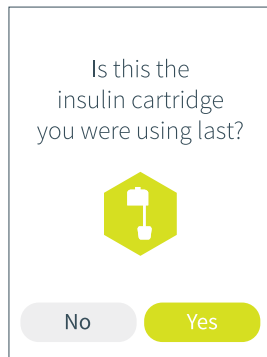 Is this the
insulin cartridge
you were using last?
No
Yes